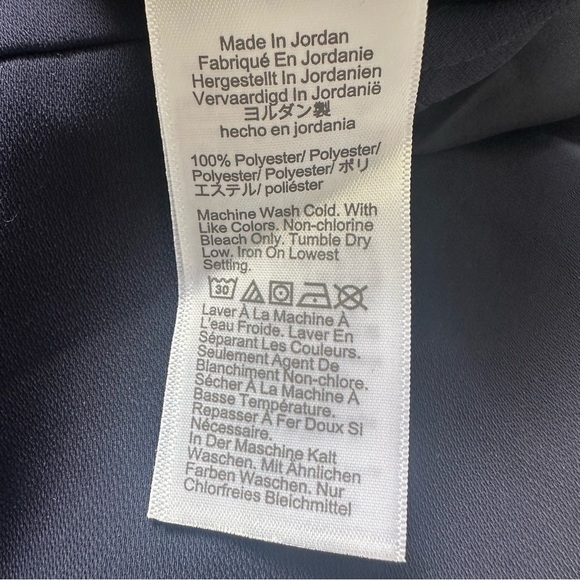 Made In Jordan
Fabriqué En Jordanie
Hergestellt In Jordanien
Vervaardigd In Jordanië
ヨルダン製
hecho en jordania
100% Polyester/ Polyester/
Polyester/ Polyester/ ポリ
エステル/ poliéster
Machine Wash Cold. With
Like Colors. Non-chlorine
Bleach Only. Tumble Dry
Low. Iron On Lowest
Setting.
30
Laver À La Machine À
L'eau Froide. Laver En
Séparant Les Couleurs.
Seulement Agent De
Blanchiment Non-chlore.
Sécher À La Machine À
Basse Température.
Repasser À Fer Doux Si
Nécessaire.
In Der Maschine Kalt
Waschen, Mit Ähnlichen
Farben Waschen, Nur
Chlorfreies Bleichmittel